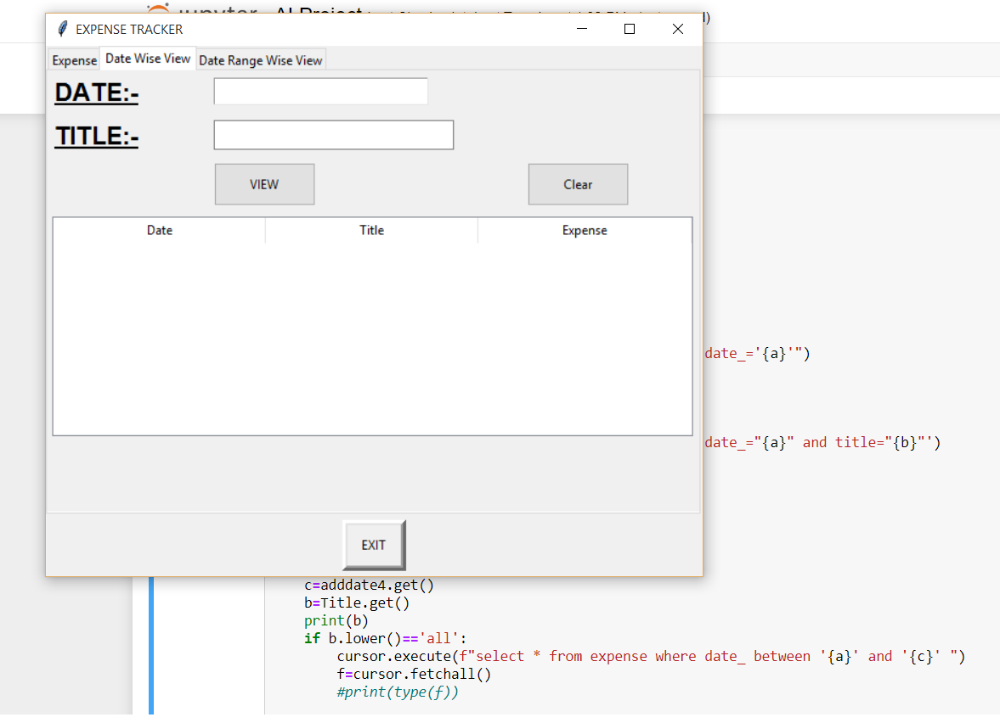 AI Project
EXPENSE TRACKER
Expense Date Wise View Date Range Wise View
DATE:-
TITLE:-
VIEW Clear
Date Title Expense
date_='{a}'")
date_="{a}" and title="{b}"')
EXIT
c=adddate4.get()
b=Title.get()
print(b)
if b.lower()=='all':
cursor.execute(f"select * from expense where date_ between '{a}' and '{c}' ")
f=cursor.fetchall()
#print(type(f))